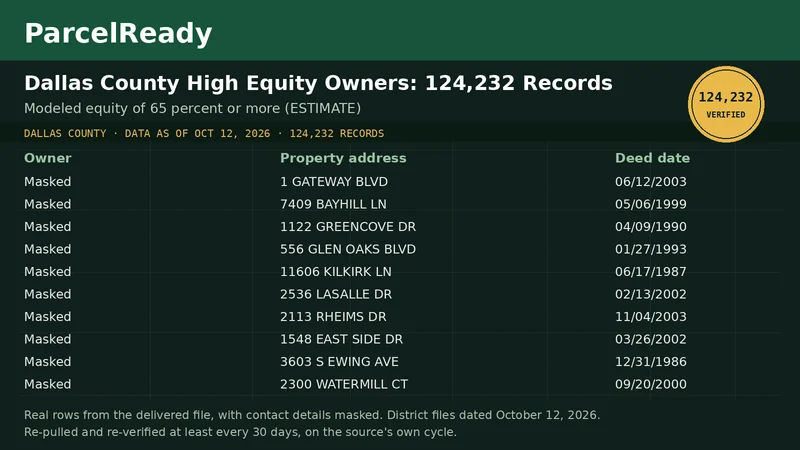 ParcelReady
Dallas County High Equity Owners: 124,232 Records
Modeled equity of 65 percent or more (ESTIMATE)
124,232
VERIFIED
DALLAS COUNTY · DATA AS OF OCT 12, 2026 · 124,232 RECORDS
Owner Property address Deed date
Masked 1 GATEWAY BLVD 06/12/2003
Masked 7409 BAYHILL LN 05/06/1999
Masked 1122 GREENCOVE DR 04/09/1990
Masked 556 GLEN OAKS BLVD 01/27/1993
Masked 11606 KILKIRK LN 06/17/1987
Masked 2536 LASALLE DR 02/13/2002
Masked 2113 RHEIMS DR 11/04/2003
Masked 1548 EAST SIDE DR 03/26/2002
Masked 3603 S EWING AVE 12/31/1986
Masked 2300 WATERMILL CT 09/20/2000
Real rows from the delivered file, with contact details masked. District files dated October 12, 2026.
Re-pulled and re-verified at least every 30 days, on the source's own cycle.